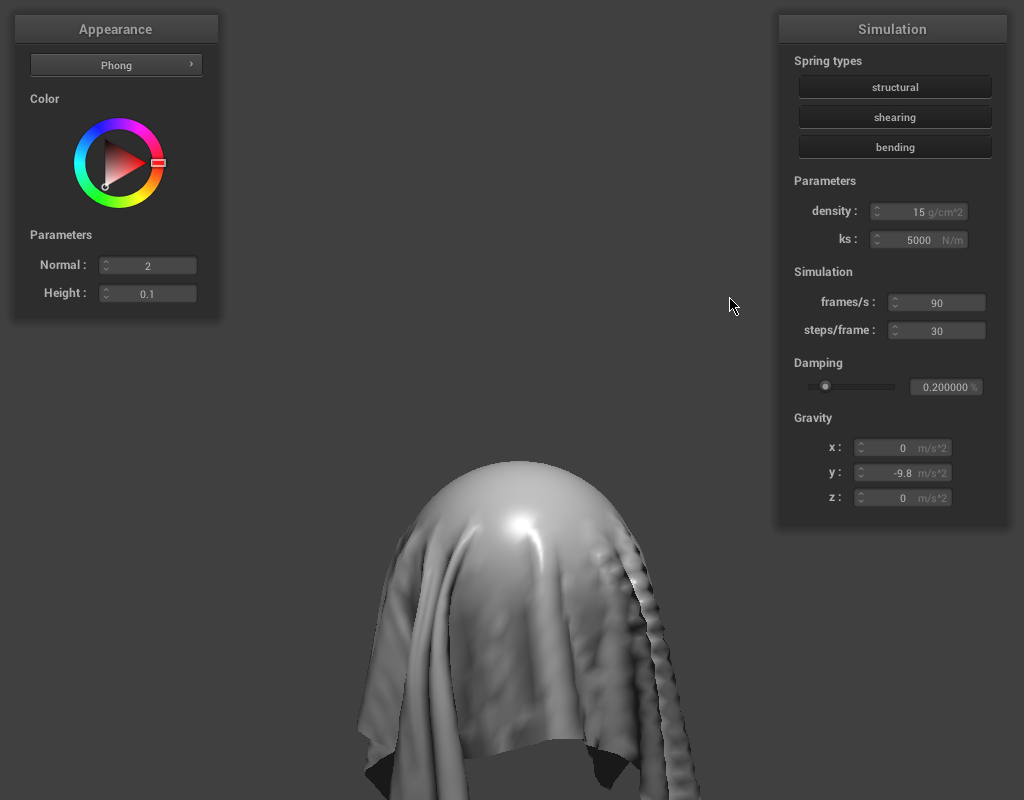 Appearance
Phong
Color
Parameters
Normal : 2
Height : 0.1
Simulation
Spring types
structural
shearing
bending
Parameters
density : 15 g/cm^2
ks : 5000 N/m
Simulation
frames/s : 90
steps/frame : 30
Damping
0.200000 %
Gravity
x : 0 m/s^2
y : -9.8 m/s^2
z : 0 m/s^2